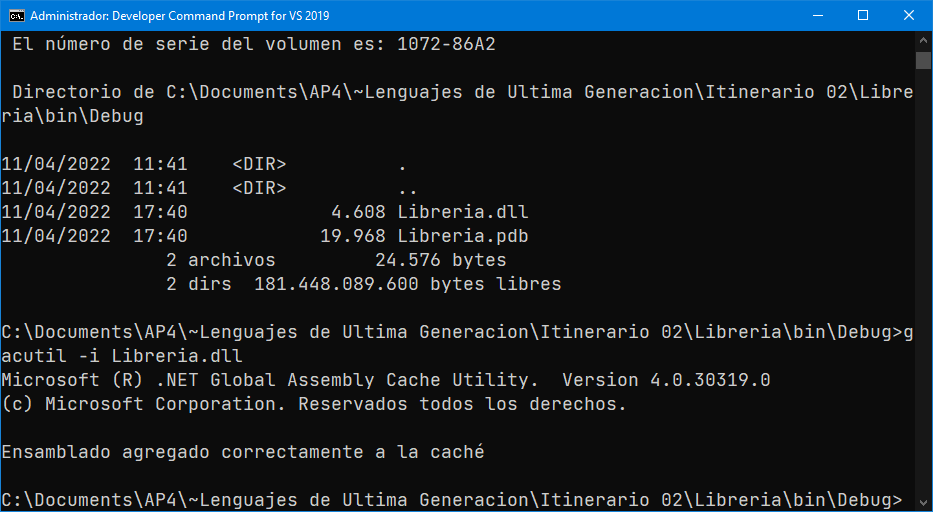 Administrador: Developer Command Prompt for VS 2019
El número de serie del volumen es: 1072-86A2
Directorio de C:\Documents\AP4\~Lenguajes de Ultima Generacion\Itinerario 02\Libre
ria\bin\Debug
11/04/2022  11:41    <DIR>          .
11/04/2022  11:41    <DIR>          ..
11/04/2022  17:40             4.608 Libreria.dll
11/04/2022  17:40            19.968 Libreria.pdb
               2 archivos         24.576 bytes
               2 dirs  181.448.089.600 bytes libres
C:\Documents\AP4\~Lenguajes de Ultima Generacion\Itinerario 02\Libreria\bin\Debug>g
acutil -i Libreria.dll
Microsoft (R) .NET Global Assembly Cache Utility.  Version 4.0.30319.0
(c) Microsoft Corporation. Reservados todos los derechos.
Ensamblado agregado correctamente a la caché
C:\Documents\AP4\~Lenguajes de Ultima Generacion\Itinerario 02\Libreria\bin\Debug>